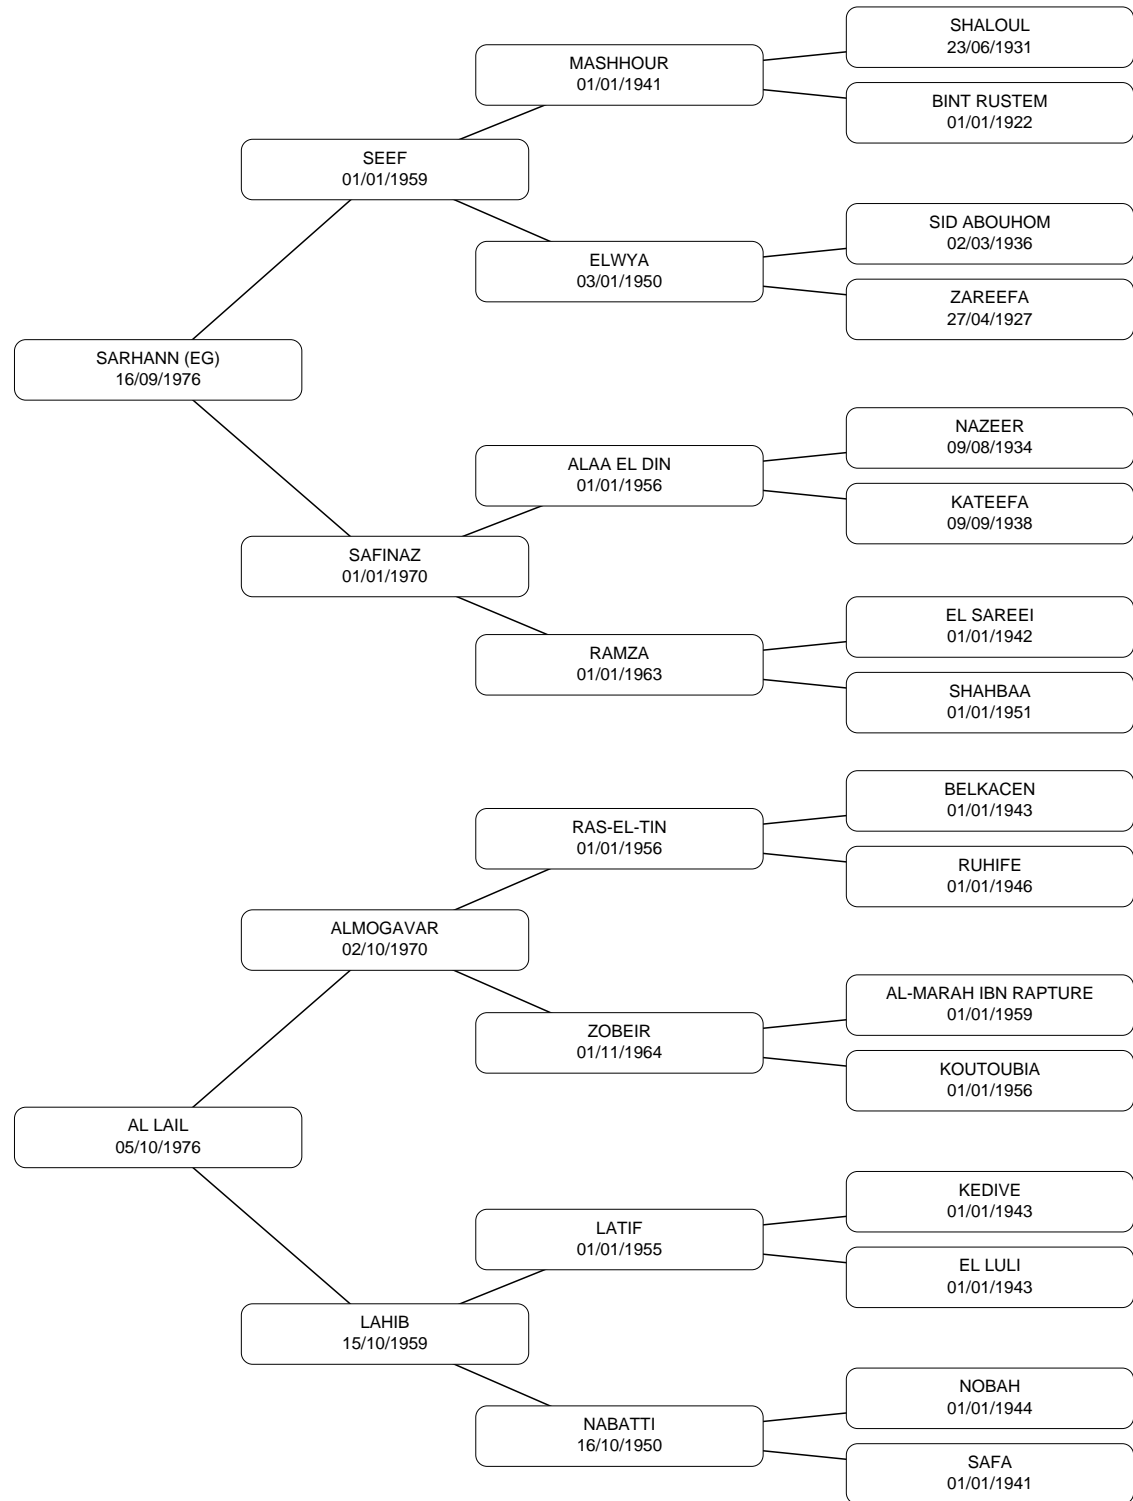 SHALOUL
23/06/1931
MASHHOUR
01/01/1941
BINT RUSTEM
01/01/1922
SEEF
01/01/1959
SID ABOUHOM
02/03/1936
ELWYA
03/01/1950
ZAREEFA
27/04/1927
SARHANN (EG)
16/09/1976
NAZEER
09/08/1934
ALAA EL DIN
01/01/1956
KATEEFA
09/09/1938
SAFINAZ
01/01/1970
EL SAREEI
01/01/1942
RAMZA
01/01/1963
SHAHBAA
01/01/1951
BELKACEN
01/01/1943
RAS-EL-TIN
01/01/1956
RUHIFE
01/01/1946
ALMOGAVAR
02/10/1970
AL-MARAH IBN RAPTURE
01/01/1959
ZOBEIR
01/11/1964
KOUTOUBIA
01/01/1956
AL LAIL
05/10/1976
KEDIVE
01/01/1943
LATIF
01/01/1955
EL LULI
01/01/1943
LAHIB
15/10/1959
NOBAH
01/01/1944
NABATTI
16/10/1950
SAFA
01/01/1941